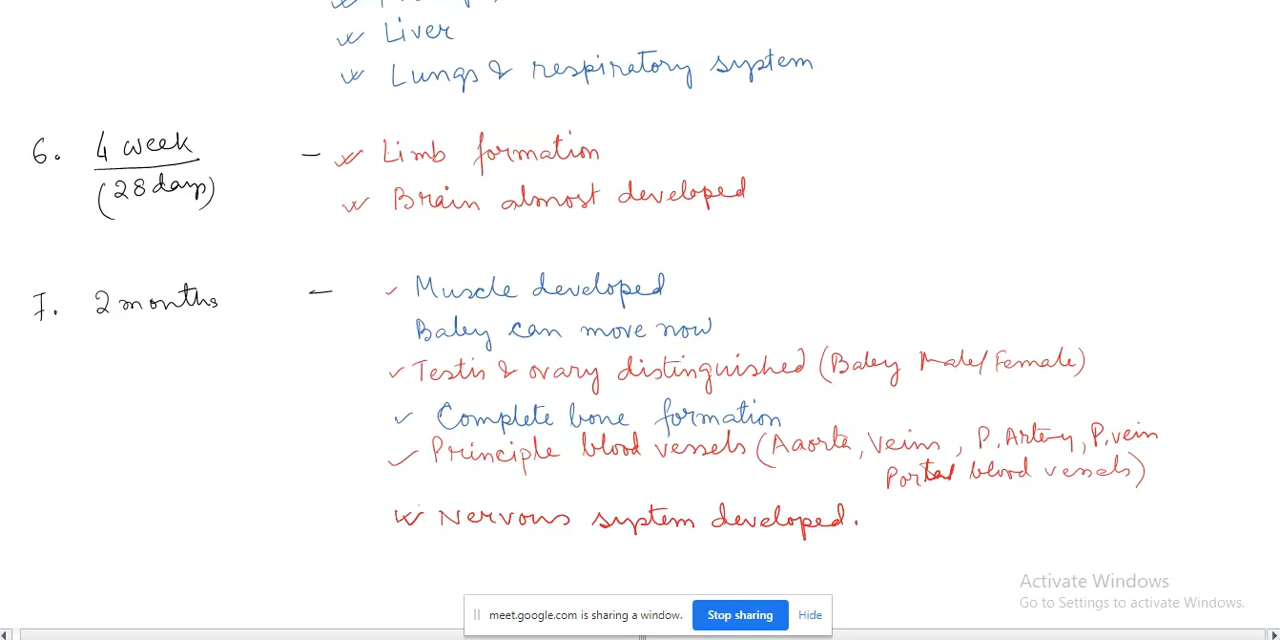 Liver
Lungs & respiratory system
6. 4 week - Limb formation
(28 days) Brain almost developed
7. 2 months - Muscle developed
Baby can move now
Testis & ovary distinguished (Baby Male/Female)
Complete bone formation
Principle blood vessels (Aaorta, Veins, P. Artery, P. vein
Portal blood vessels)
Nervous system developed.
Activate Windows
Go to Settings to activate Windows.
meet.google.com is sharing a window. Stop sharing Hide